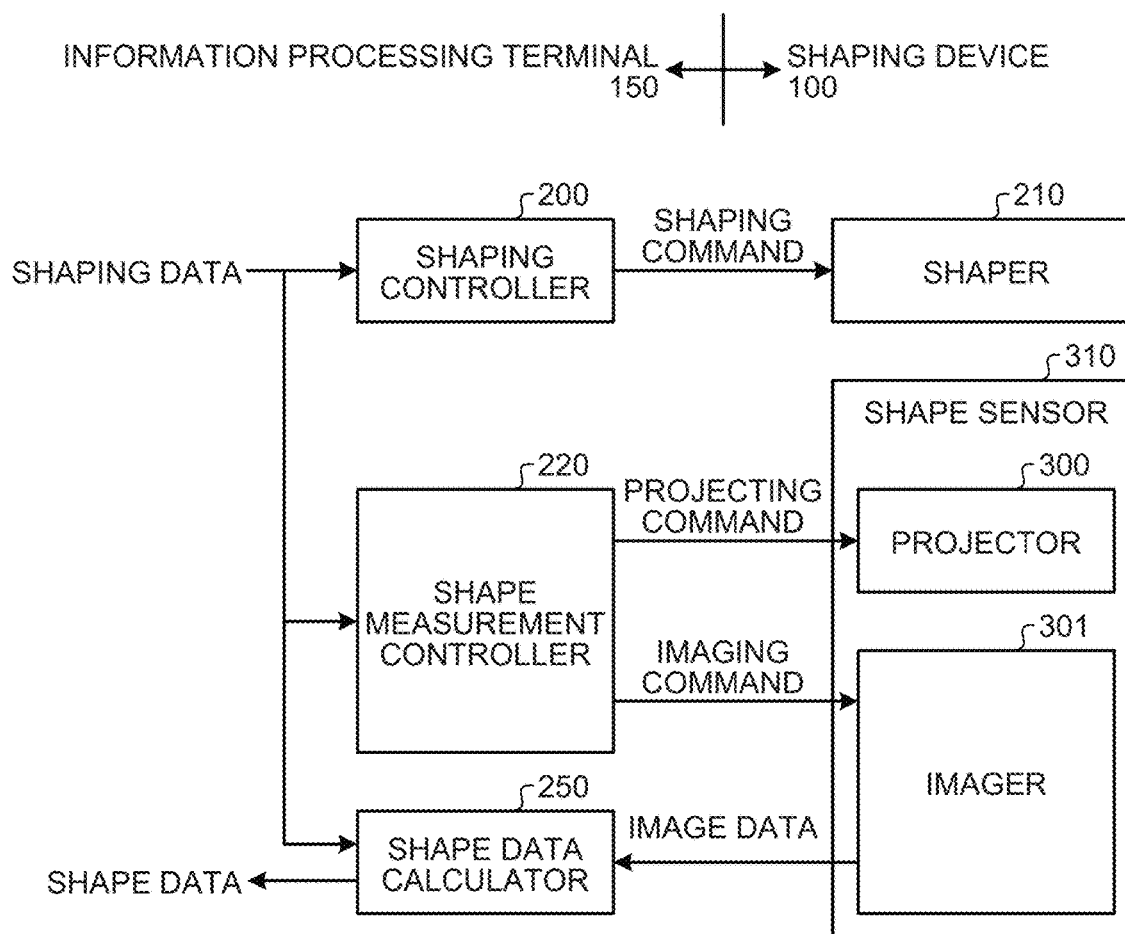 INFORMATION PROCESSING TERMINAL
150
SHAPING DEVICE
100
200
SHAPING
CONTROLLER
SHAPING
COMMAND
210
SHAPER
SHAPING DATA
310
SHAPE SENSOR
220
SHAPE
MEASUREMENT
CONTROLLER
PROJECTING
COMMAND
300
PROJECTOR
IMAGING
COMMAND
301
IMAGER
250
SHAPE DATA
CALCULATOR
IMAGE DATA
SHAPE DATA